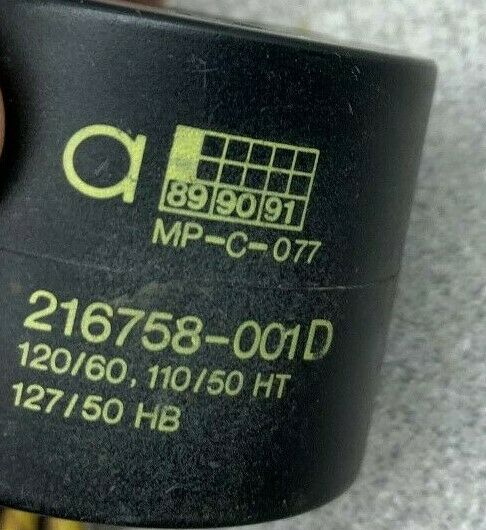 a
89 90 91
MP-C-077
216758-001D
120/60, 110/50 HT
127/50 HB